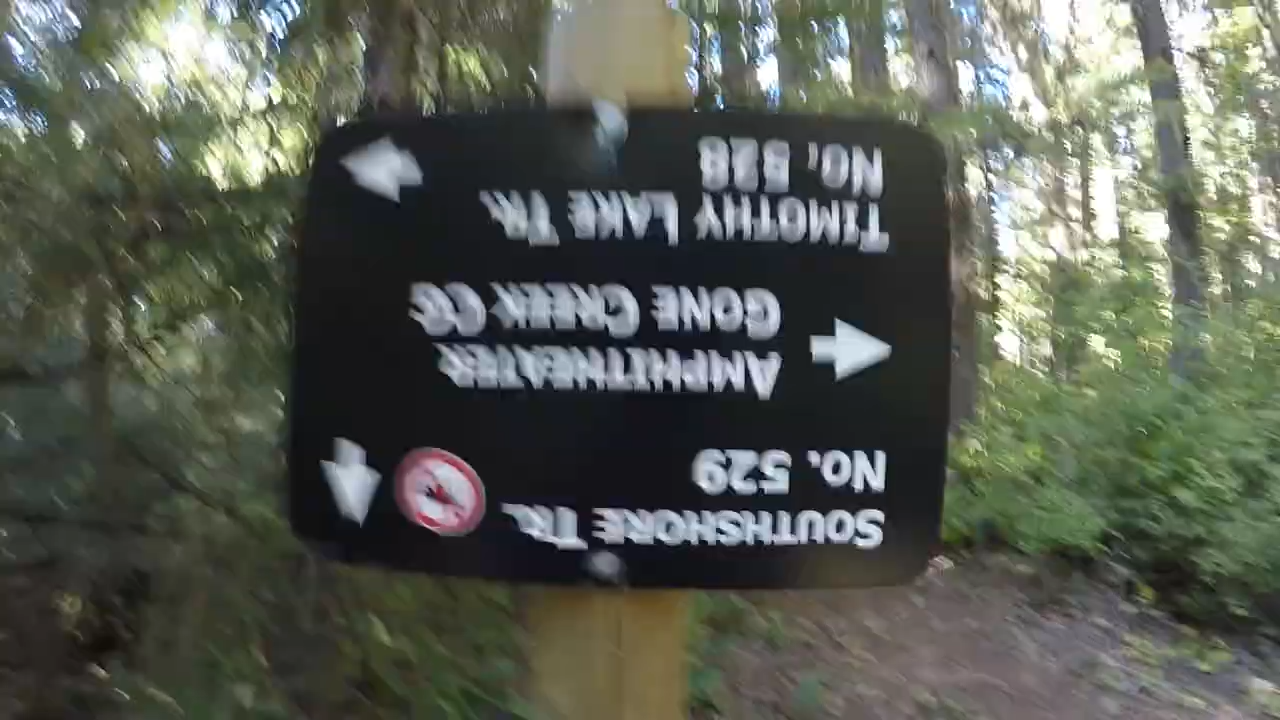 SOUTHSHORE TR.
No. 529
AMPHITHEATER
GONE CREEK CG
TIMOTHY LAKE TR.
No. 528